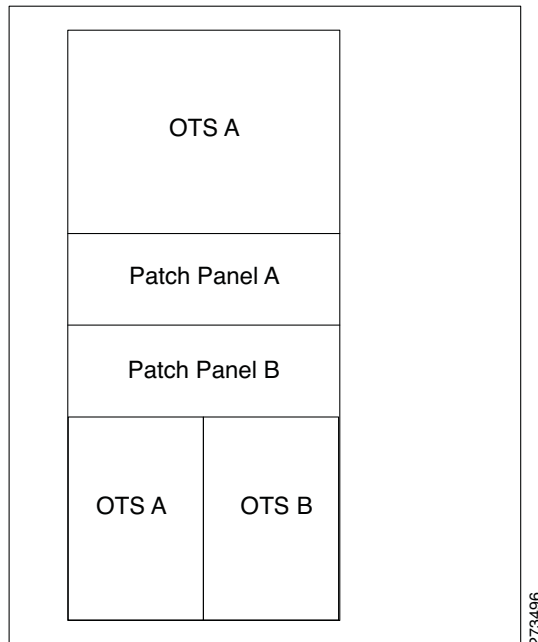 OTS A
Patch Panel A
Patch Panel B
OTS A
OTS B
273496